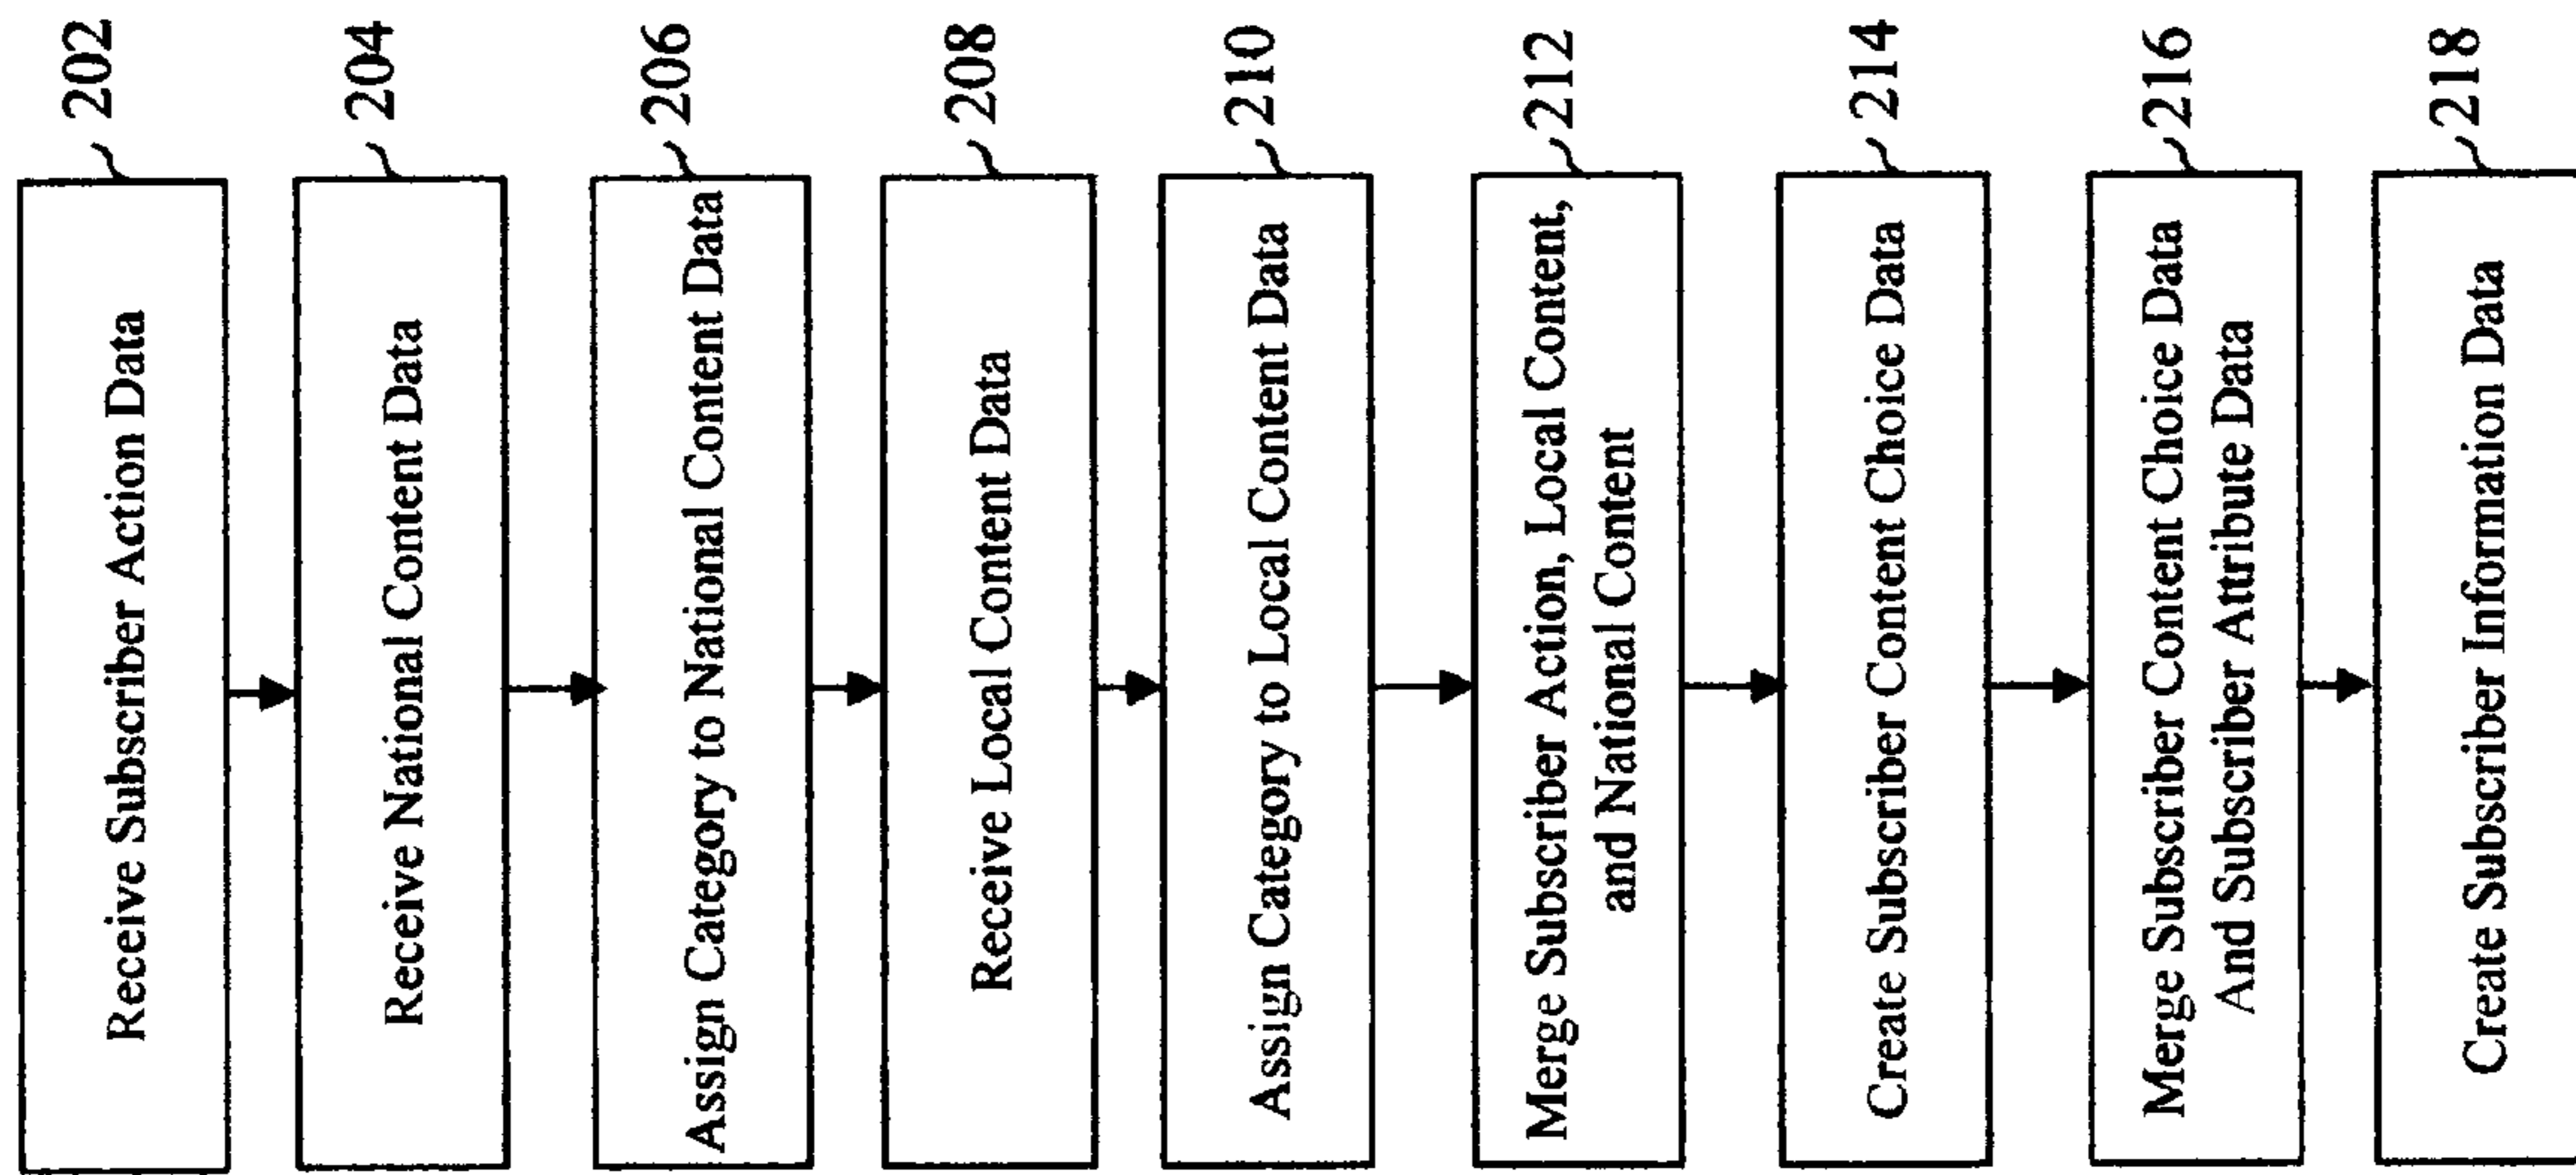 Receive Subscriber Action Data
202
Receive National Content Data
204
Assign Category to National Content Data
206
Receive Local Content Data
208
Assign Category to Local Content Data
210
Merge Subscriber Action, Local Content,
and National Content
212
Create Subscriber Content Choice Data
214
Merge Subscriber Content Choice Data
And Subscriber Attribute Data
216
Create Subscriber Information Data
218